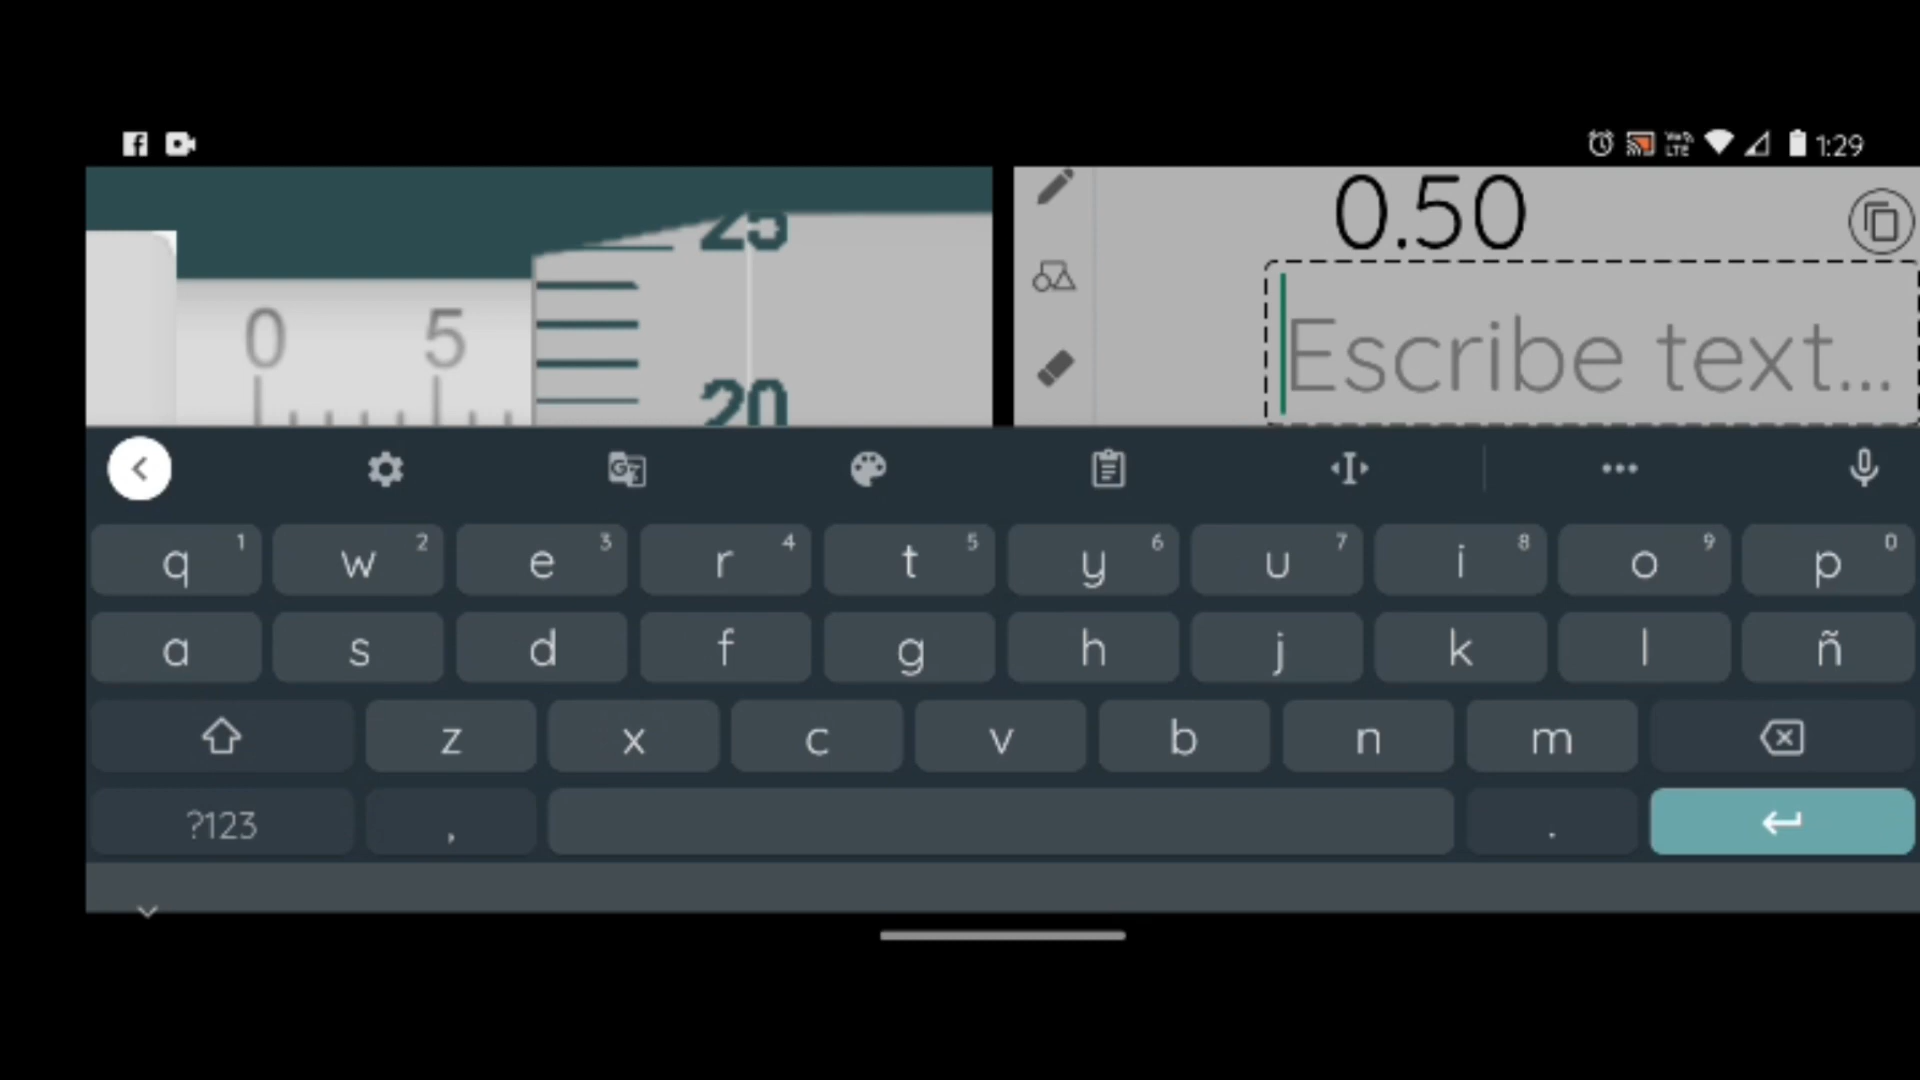 1:29
25
0 5
20
0.50
Escribe text...
q 1 w 2 e 3 r 4 t 5 y 6 u 7 i 8 o 9 p 0
a s d f g h j k l ñ
z x c v b n m
?123 , .